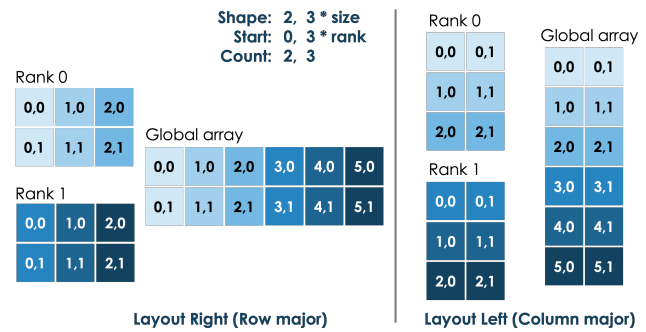 Shape: 2, 3 * size
Start: 0, 3 * rank
Count: 2, 3
Rank 0
0,0 1,0 2,0
0,1 1,1 2,1
Rank 1
0,0 1,0 2,0
0,1 1,1 2,1
Global array
0,0 1,0 2,0 3,0 4,0 5,0
0,1 1,1 2,1 3,1 4,1 5,1
Layout Right (Row major)
Rank 0
0,0 0,1
1,0 1,1
2,0 2,1
Rank 1
0,0 0,1
1,0 1,1
2,0 2,1
Global array
0,0 0,1
1,0 1,1
2,0 2,1
3,0 3,1
4,0 4,1
5,0 5,1
Layout Left (Column major)